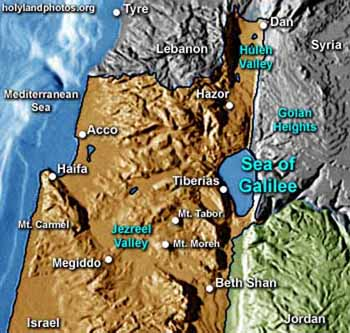 holylandphotos.org
Tyre
Dan
Lebanon
Hulen
Valley
Syria
Mediterranean
Sea
Hazor
Golan
Heights
Acco
Sea of
Galilee
Haifa
Tiberias
Mt. Tabor
Mt. Carmel
Jezreel
Valley
Mt. Moreh
Megiddo
Beth Shan
Israel
Jordan